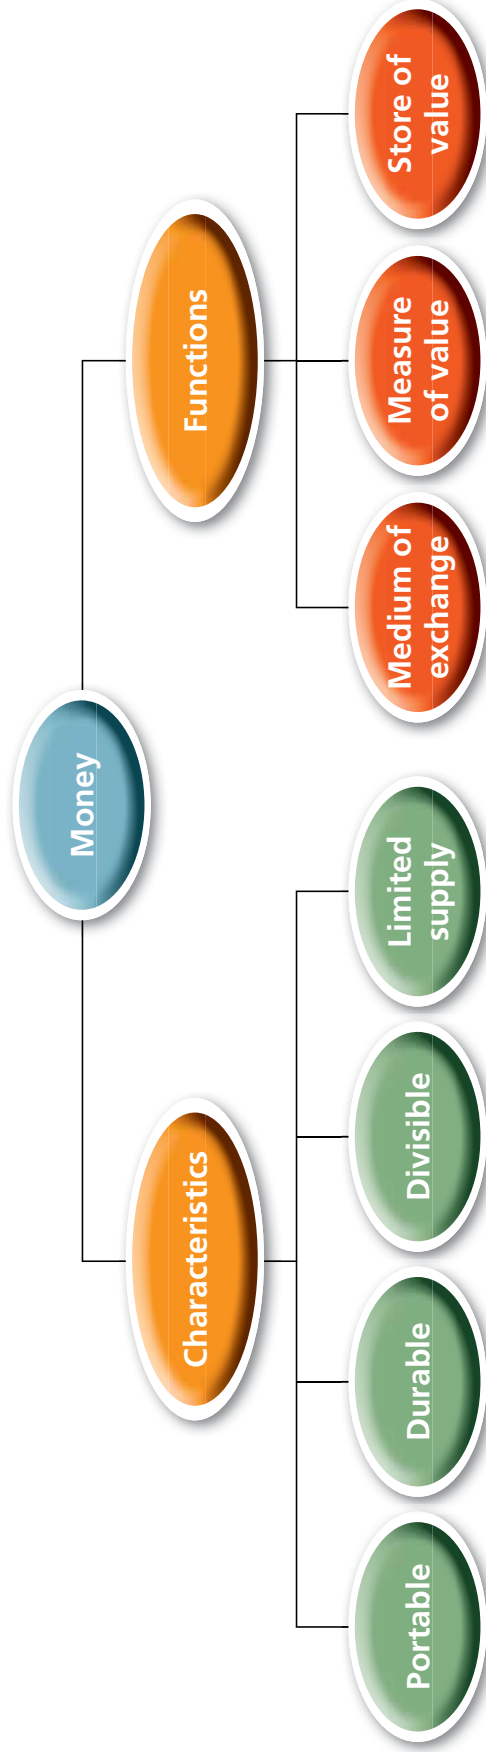 Money
Characteristics
Functions
Portable
Durable
Divisible
Limited
supply
Medium of
exchange
Measure
of value
Store of
value